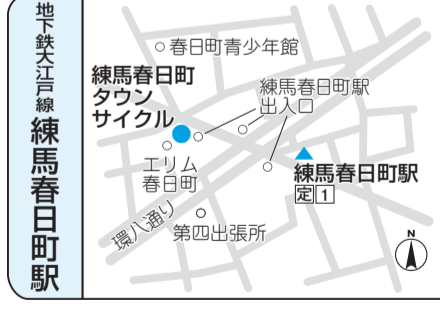 地下鉄大江戸線 練馬春日町駅
春日町青少年館
練馬春日町
タウン
サイクル
練馬春日町駅
出入口
エリム
春日町
練馬春日町駅
定 1
環八通り
第四出張所
N